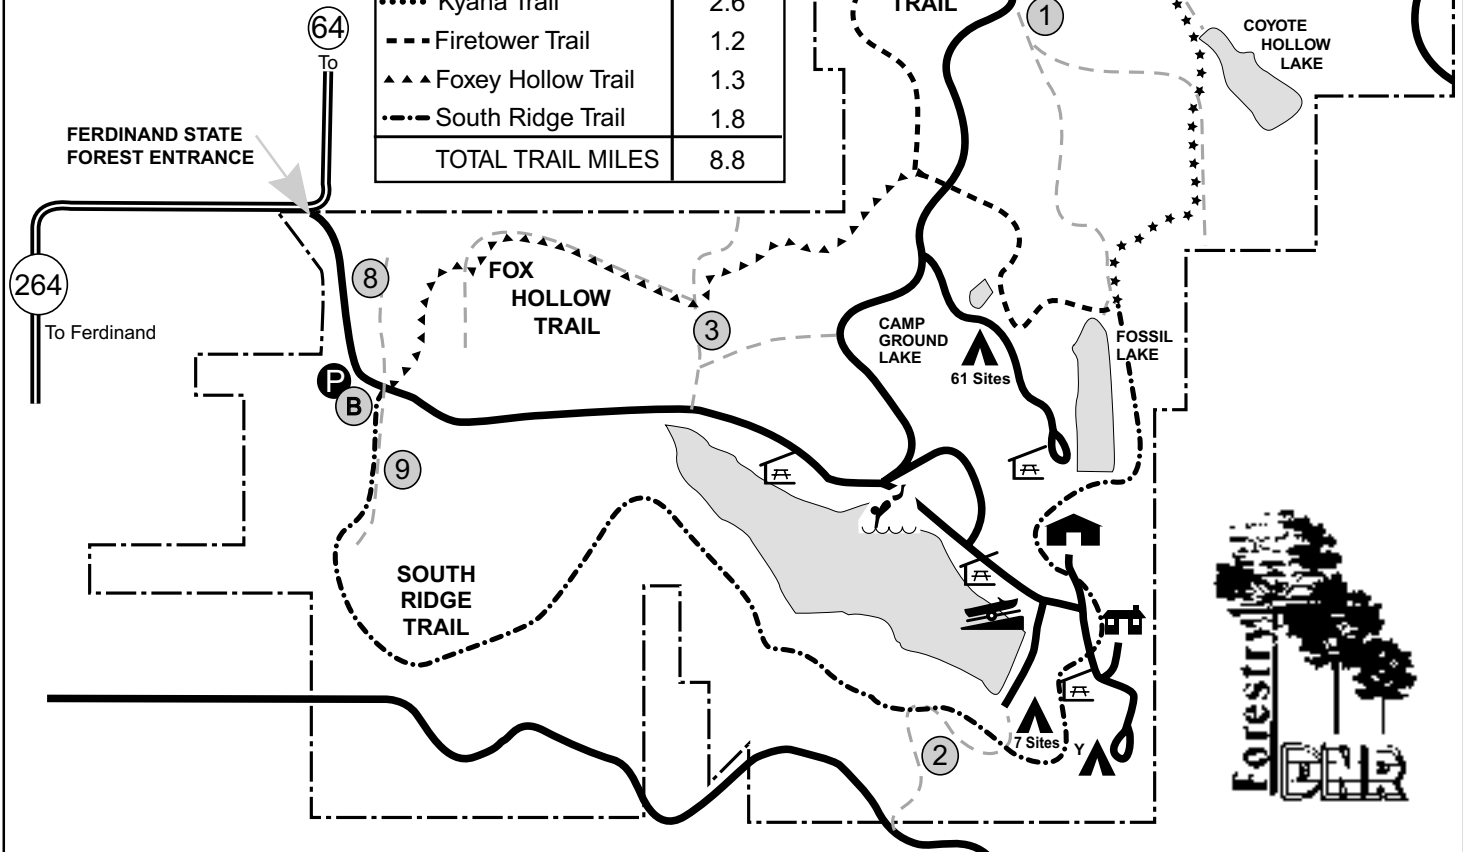 64
To
Kyana Trail 2.6
Firetower Trail 1.2
Foxey Hollow Trail 1.3
South Ridge Trail 1.8
TOTAL TRAIL MILES 8.8
TRAIL
1
COYOTE
HOLLOW
LAKE
FERDINAND STATE
FOREST ENTRANCE
264
To Ferdinand
8
FOX
HOLLOW
TRAIL
3
CAMP
GROUND
LAKE
61 Sites
FOSSIL
LAKE
P
B
9
SOUTH
RIDGE
TRAIL
2
7 Sites
Y
Forestry
DNR